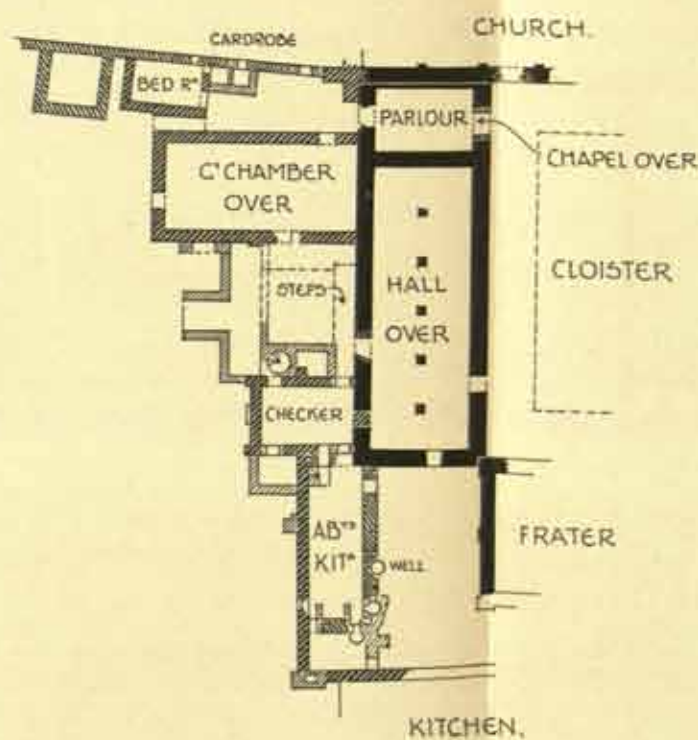 CHURCH.
GARDROBE
BED Rᴹ
PARLOUR
CHAPEL OVER
Gᵀ CHAMBER
OVER
CLOISTER
STEPS
HALL
OVER
CHECKER
FRATER
ABᵀˢ
KITᴺ
WELL
KITCHEN.